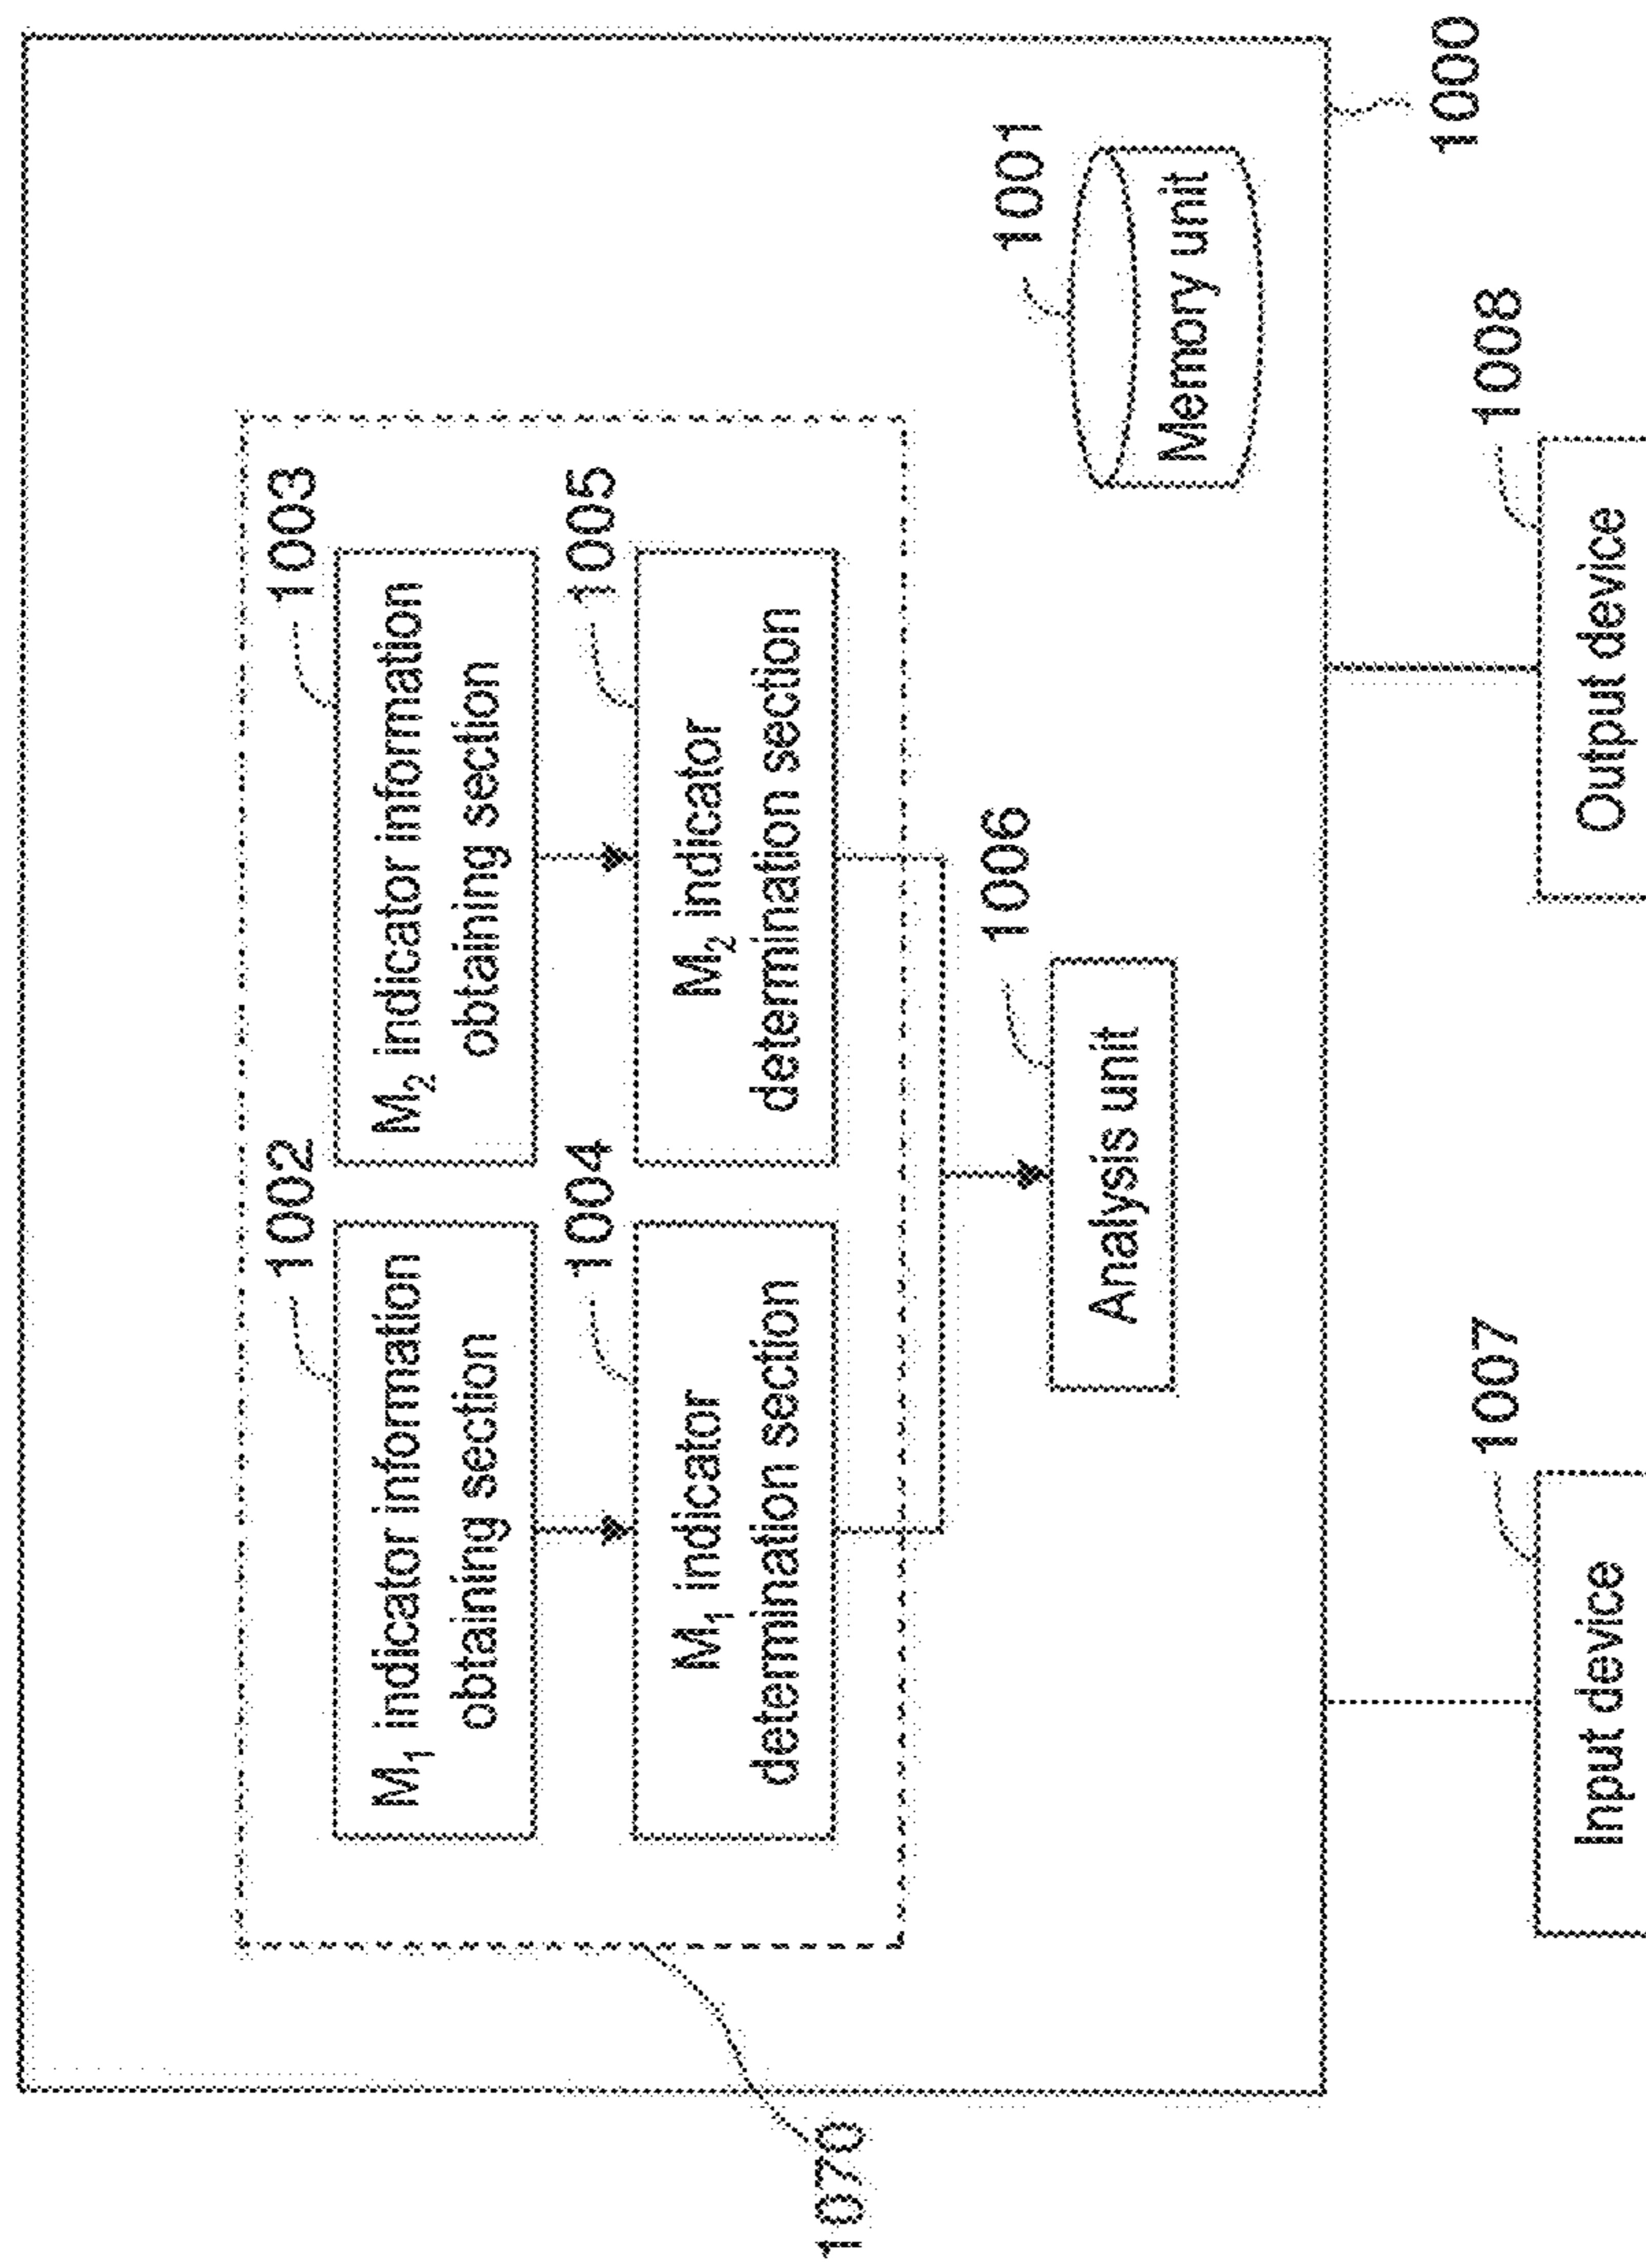 1002
M₁ indicator information
obtaining section
1003
M₂ indicator information
obtaining section
1004
M₁ indicator
determination section
1005
M₂ indicator
determination section
1006
Analysis unit
1001
Memory unit
1070
1000
1007
Input device
1008
Output device